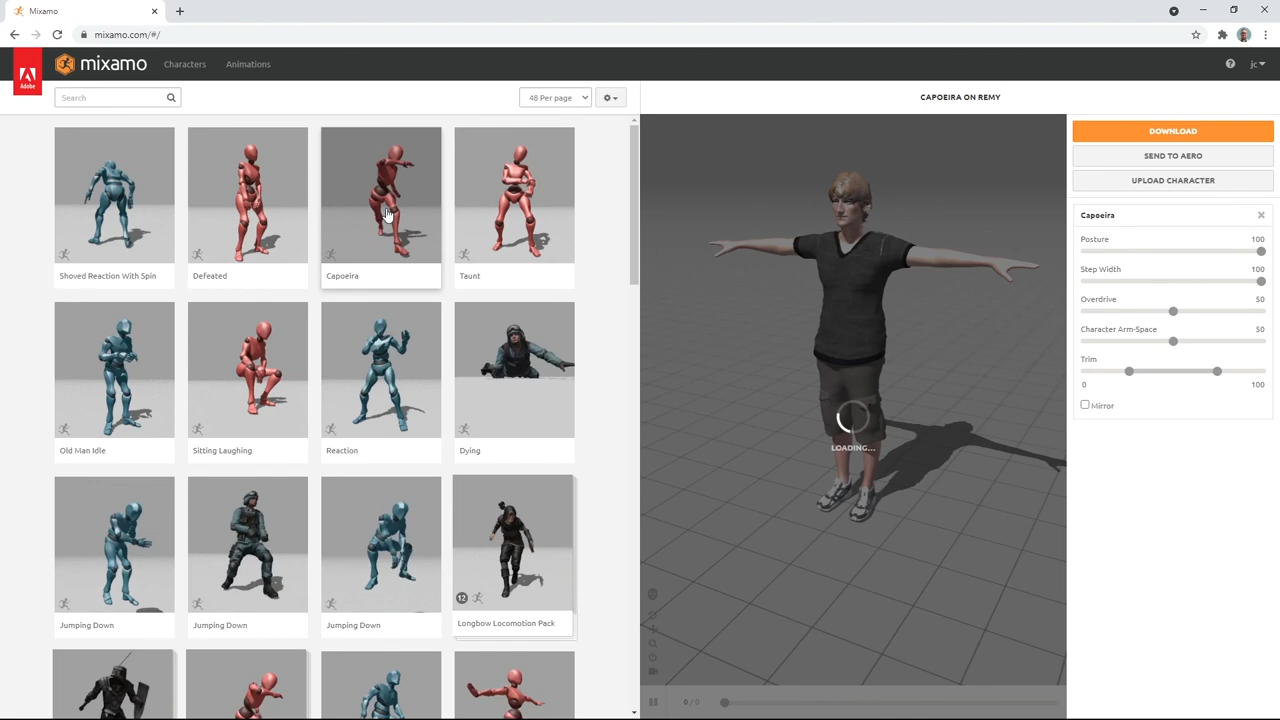 Mixamo
mixamo.com/#/
Adobe
mixamo
Characters
Animations
jc
Search
48 Per page
CAPOEIRA ON REMY
DOWNLOAD
SEND TO AERO
UPLOAD CHARACTER
Shoved Reaction With Spin
Defeated
Capoeira
Taunt
Old Man Idle
Sitting Laughing
Reaction
Dying
Jumping Down
Jumping Down
Jumping Down
12
Longbow Locomotion Pack
LOADING...
0 / 0
Capoeira
Posture 100
Step Width 100
Overdrive 50
Character Arm-Space 50
Trim
0 100
Mirror